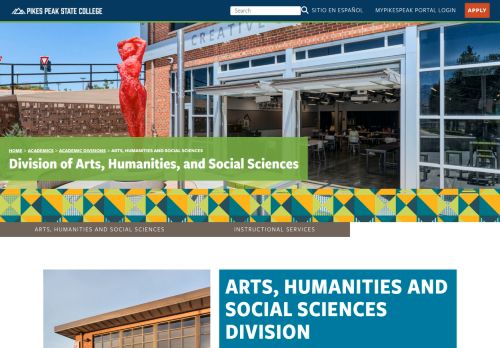 PIKES PEAK STATE COLLEGE
Search
SITIO EN ESPAÑOL
MYPIKESPEAK PORTAL LOGIN
APPLY
CREATIVE
HOME > ACADEMICS > ACADEMIC DIVISIONS > ARTS, HUMANITIES AND SOCIAL SCIENCES
Division of Arts, Humanities, and Social Sciences
ARTS, HUMANITIES AND SOCIAL SCIENCES
INSTRUCTIONAL SERVICES
ARTS, HUMANITIES AND
SOCIAL SCIENCES
DIVISION